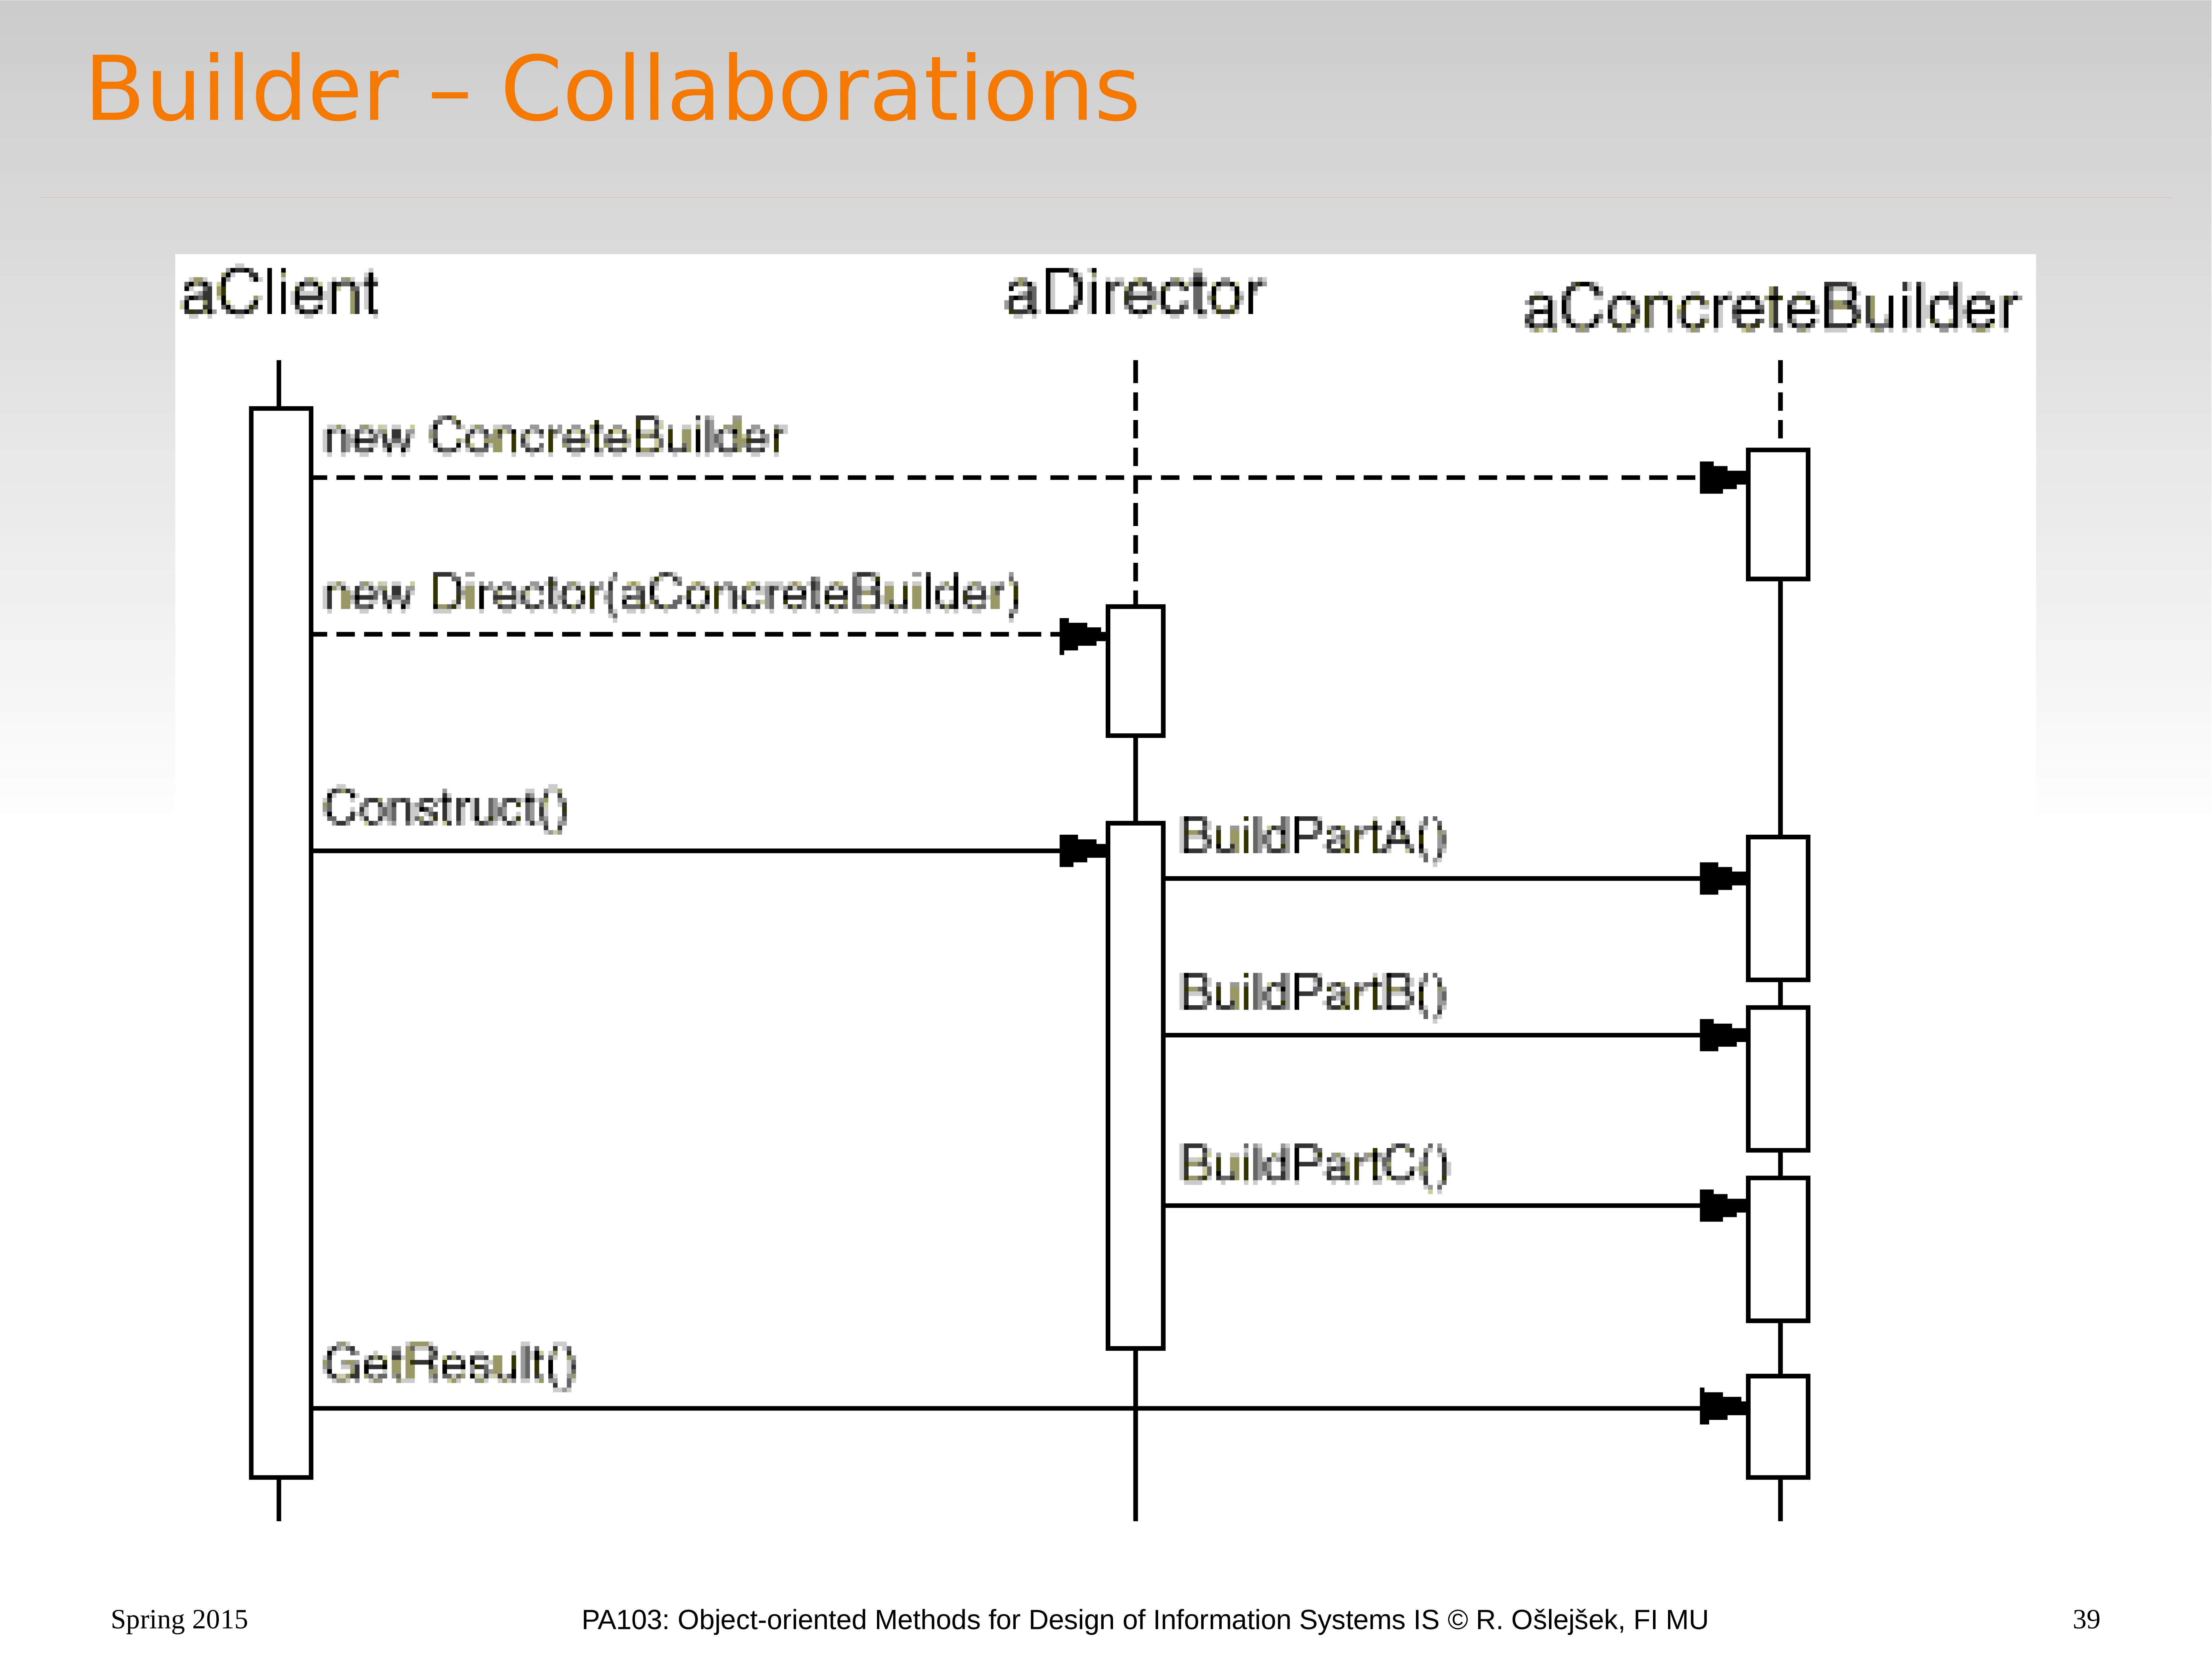 Builder – Collaborations
aClient
aDirector
aConcreteBuilder
new ConcreteBuilder
new Director(aConcreteBuilder)
Construct()
BuildPartA()
BuildPartB()
BuildPartC()
GetResult()
Spring 2015
PA103: Object-oriented Methods for Design of Information Systems IS © R. Ošlejšek, FI MU
39